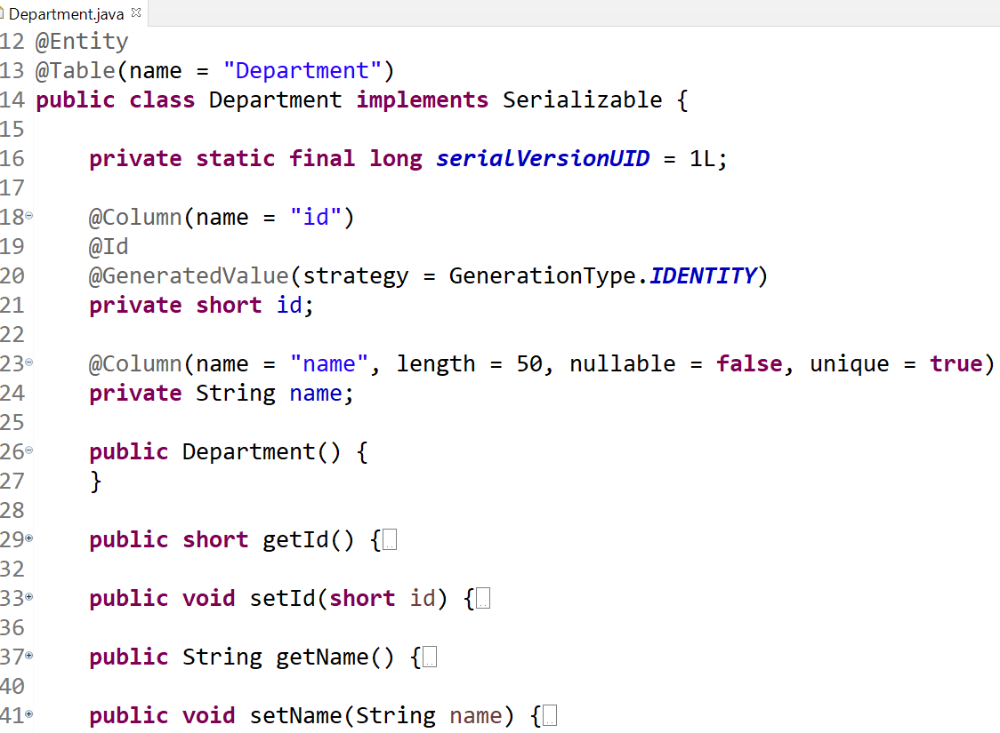 Department.java
12 @Entity
13 @Table(name = "Department")
14 public class Department implements Serializable {
15
16     private static final long serialVersionUID = 1L;
17
18     @Column(name = "id")
19     @Id
20     @GeneratedValue(strategy = GenerationType.IDENTITY)
21     private short id;
22
23     @Column(name = "name", length = 50, nullable = false, unique = true)
24     private String name;
25
26     public Department() {
27     }
28
29     public short getId() {
32
33     public void setId(short id) {
36
37     public String getName() {
40
41     public void setName(String name) {